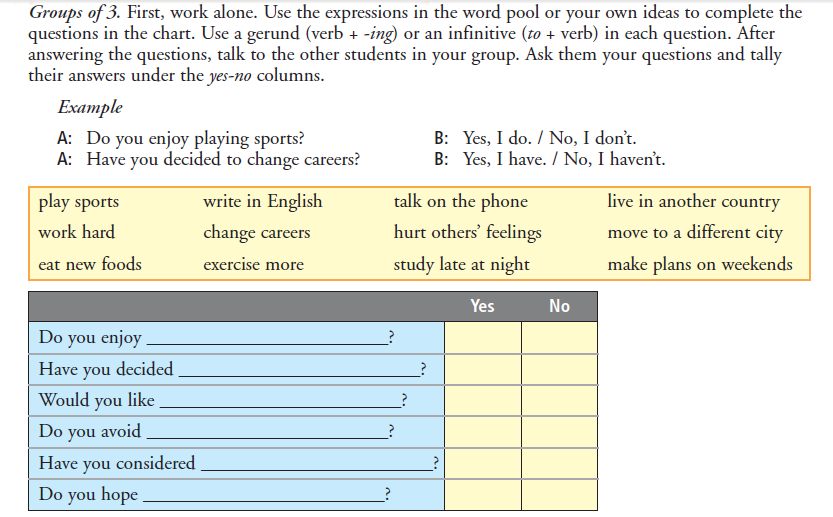 Groups of 3. First, work alone. Use the expressions in the word pool or your own ideas to complete the
questions in the chart. Use a gerund (verb + -ing) or an infinitive (to + verb) in each question. After
answering the questions, talk to the other students in your group. Ask them your questions and tally
their answers under the yes-no columns.
Example
A: Do you enjoy playing sports? B: Yes, I do. / No, I don't.
A: Have you decided to change careers? B: Yes, I have. / No, I haven't.
play sports write in English talk on the phone live in another country
work hard change careers hurt others' feelings move to a different city
eat new foods exercise more study late at night make plans on weekends
Yes No
Do you enjoy ____________________?
Have you decided ____________________?
Would you like ____________________?
Do you avoid ____________________?
Have you considered ____________________?
Do you hope ____________________?